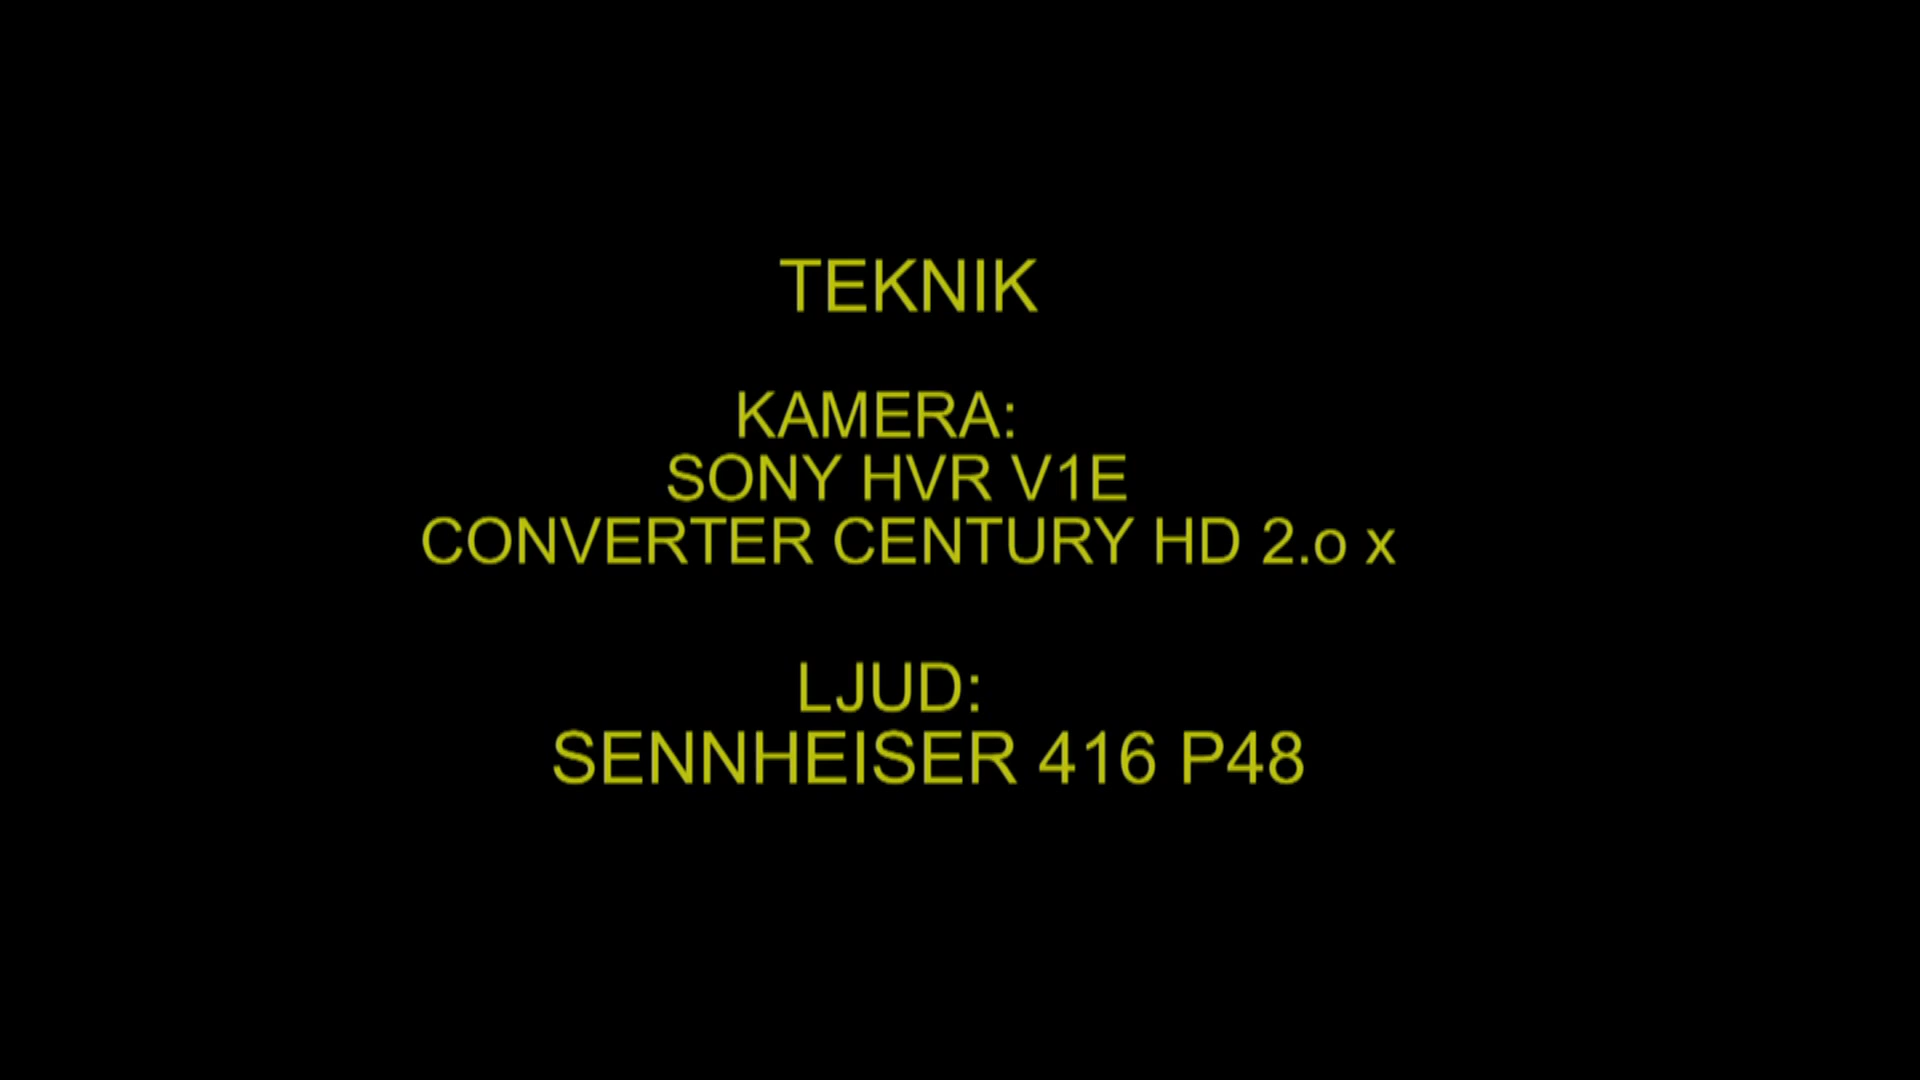 TEKNIK
KAMERA:
SONY HVR V1E
CONVERTER CENTURY HD 2.o x
LJUD:
SENNHEISER 416 P48